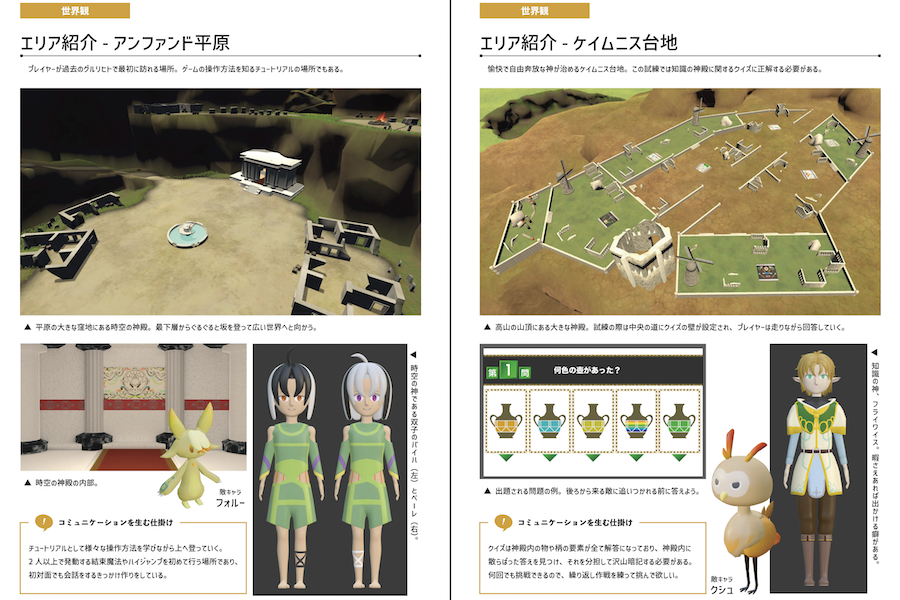 世界観
エリア紹介 - アンファンド平原
プレイヤーが過去のグルリヒトで最初に訪れる場所。ゲームの操作方法を知るチュートリアルの場所でもある。
▲ 平原の大きな窪地にある時空の神殿。最下層からぐるぐると坂を登って広い世界へと向かう。
◀ 時空の神である双子のバイル（左）とベーレ（右）。
▲ 時空の神殿の内部。
敵キャラ
フォルー
! コミュニケーションを生む仕掛け
チュートリアルとして様々な操作方法を学びながら上へ登っていく。
2 人以上で発動する結束魔法やハイジャンプを初めて行う場所であり、
初対面でも会話をするきっかけ作りをしている。
世界観
エリア紹介 - ケイムニス台地
愉快で自由奔放な神が治めるケイムニス台地。この試練では知識の神殿に関するクイズに正解する必要がある。
▲ 高山の山頂にある大きな神殿。試練の際は中央の道にクイズの壁が設定され、プレイヤーは走りながら回答していく。
第 1 問 何色の壺があった？
◀ 知識の神。フライワイス。暇さえあれば出かける癖がある。
▲ 出題される問題の例。後ろから来る敵に追いつかれる前に答えよう。
敵キャラ
クシュ
! コミュニケーションを生む仕掛け
クイズは神殿内の物や柄の要素が全て解答になっており、神殿内に
散らばった答えを見つけ、それを分担して沢山暗記する必要がある。
何回でも挑戦できるので、繰り返し作戦を練って挑んで欲しい。